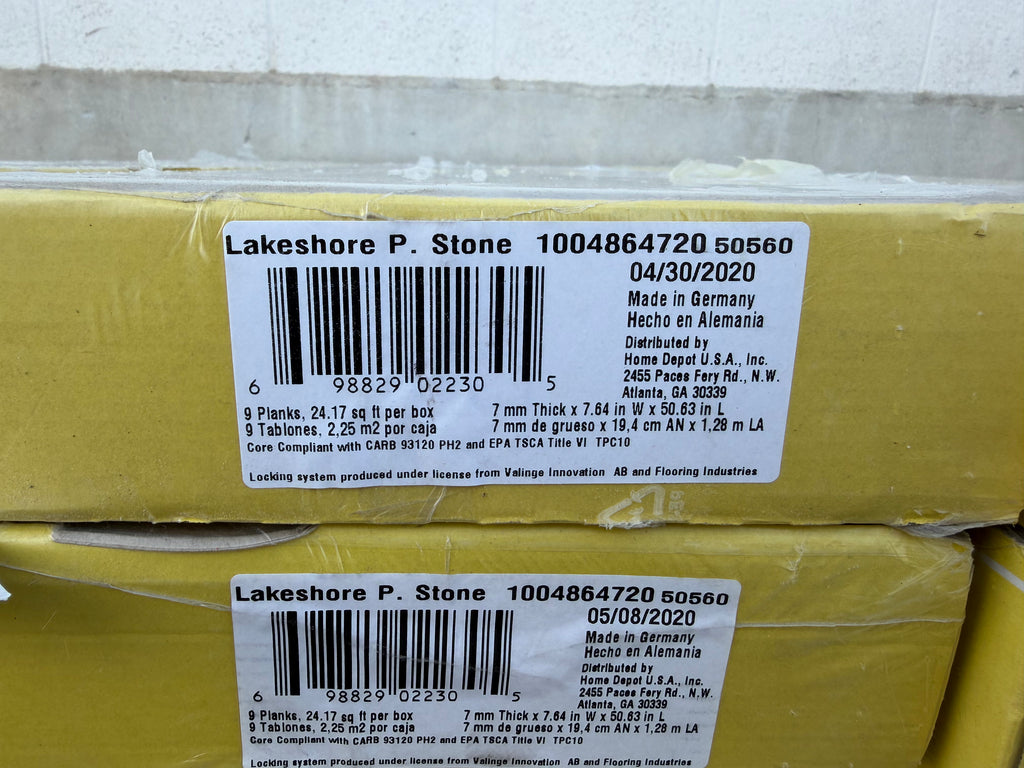 Lakeshore P. Stone 1004864720 50560
04/30/2020
Made in Germany
Hecho en Alemania
Distributed by
Home Depot U.S.A., Inc.
2455 Paces Fery Rd., N.W.
Atlanta, GA 30339
6 98829 02230 5
9 Planks, 24.17 sq ft per box 7 mm Thick x 7.64 in W x 50.63 in L
9 Tablones, 2,25 m2 por caja 7 mm de grueso x 19,4 cm AN x 1,28 m LA
Core Compliant with CARB 93120 PH2 and EPA TSCA Title VI TPC10
Locking system produced under license from Valinge Innovation AB and Flooring Industries
Lakeshore P. Stone 1004864720 50560
05/08/2020
Made in Germany
Hecho en Alemania
Distributed by
Home Depot U.S.A., Inc.
2455 Paces Fery Rd., N.W.
Atlanta, GA 30339
6 98829 02230 5
9 Planks, 24.17 sq ft per box 7 mm Thick x 7.64 in W x 50.63 in L
9 Tablones, 2,25 m2 por caja 7 mm de grueso x 19,4 cm AN x 1,28 m LA
Core Compliant with CARB 93120 PH2 and EPA TSCA Title VI TPC10
Locking system produced under license from Valinge Innovation AB and Flooring Industries